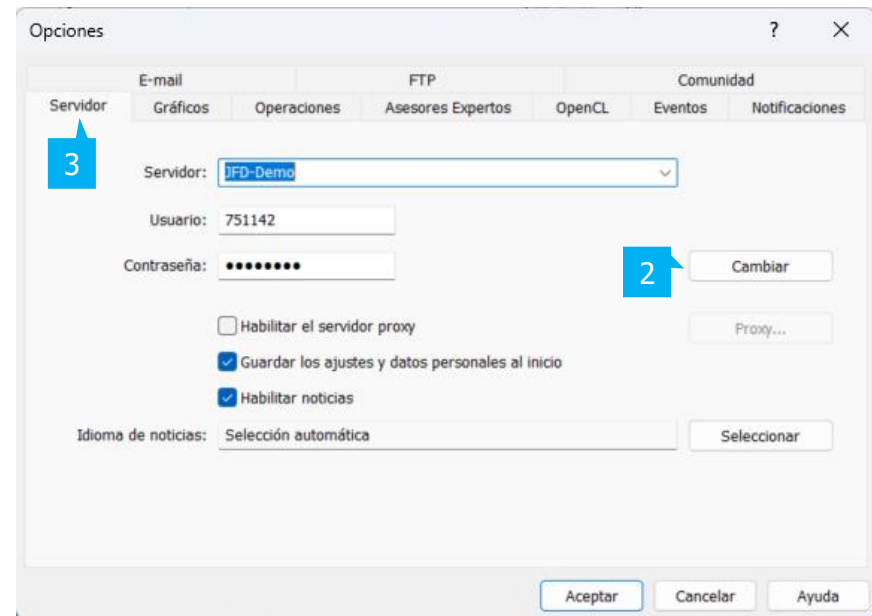 Opciones ? ×
E-mail FTP Comunidad
Servidor Gráficos Operaciones Asesores Expertos OpenCL Eventos Notificaciones
3
Servidor: JFD-Demo
Usuario: 751142
Contraseña: ●●●●●●●●
2
Cambiar
Habilitar el servidor proxy
Proxy...
Guardar los ajustes y datos personales al inicio
Habilitar noticias
Idioma de noticias: Selección automática
Seleccionar
Aceptar Cancelar Ayuda